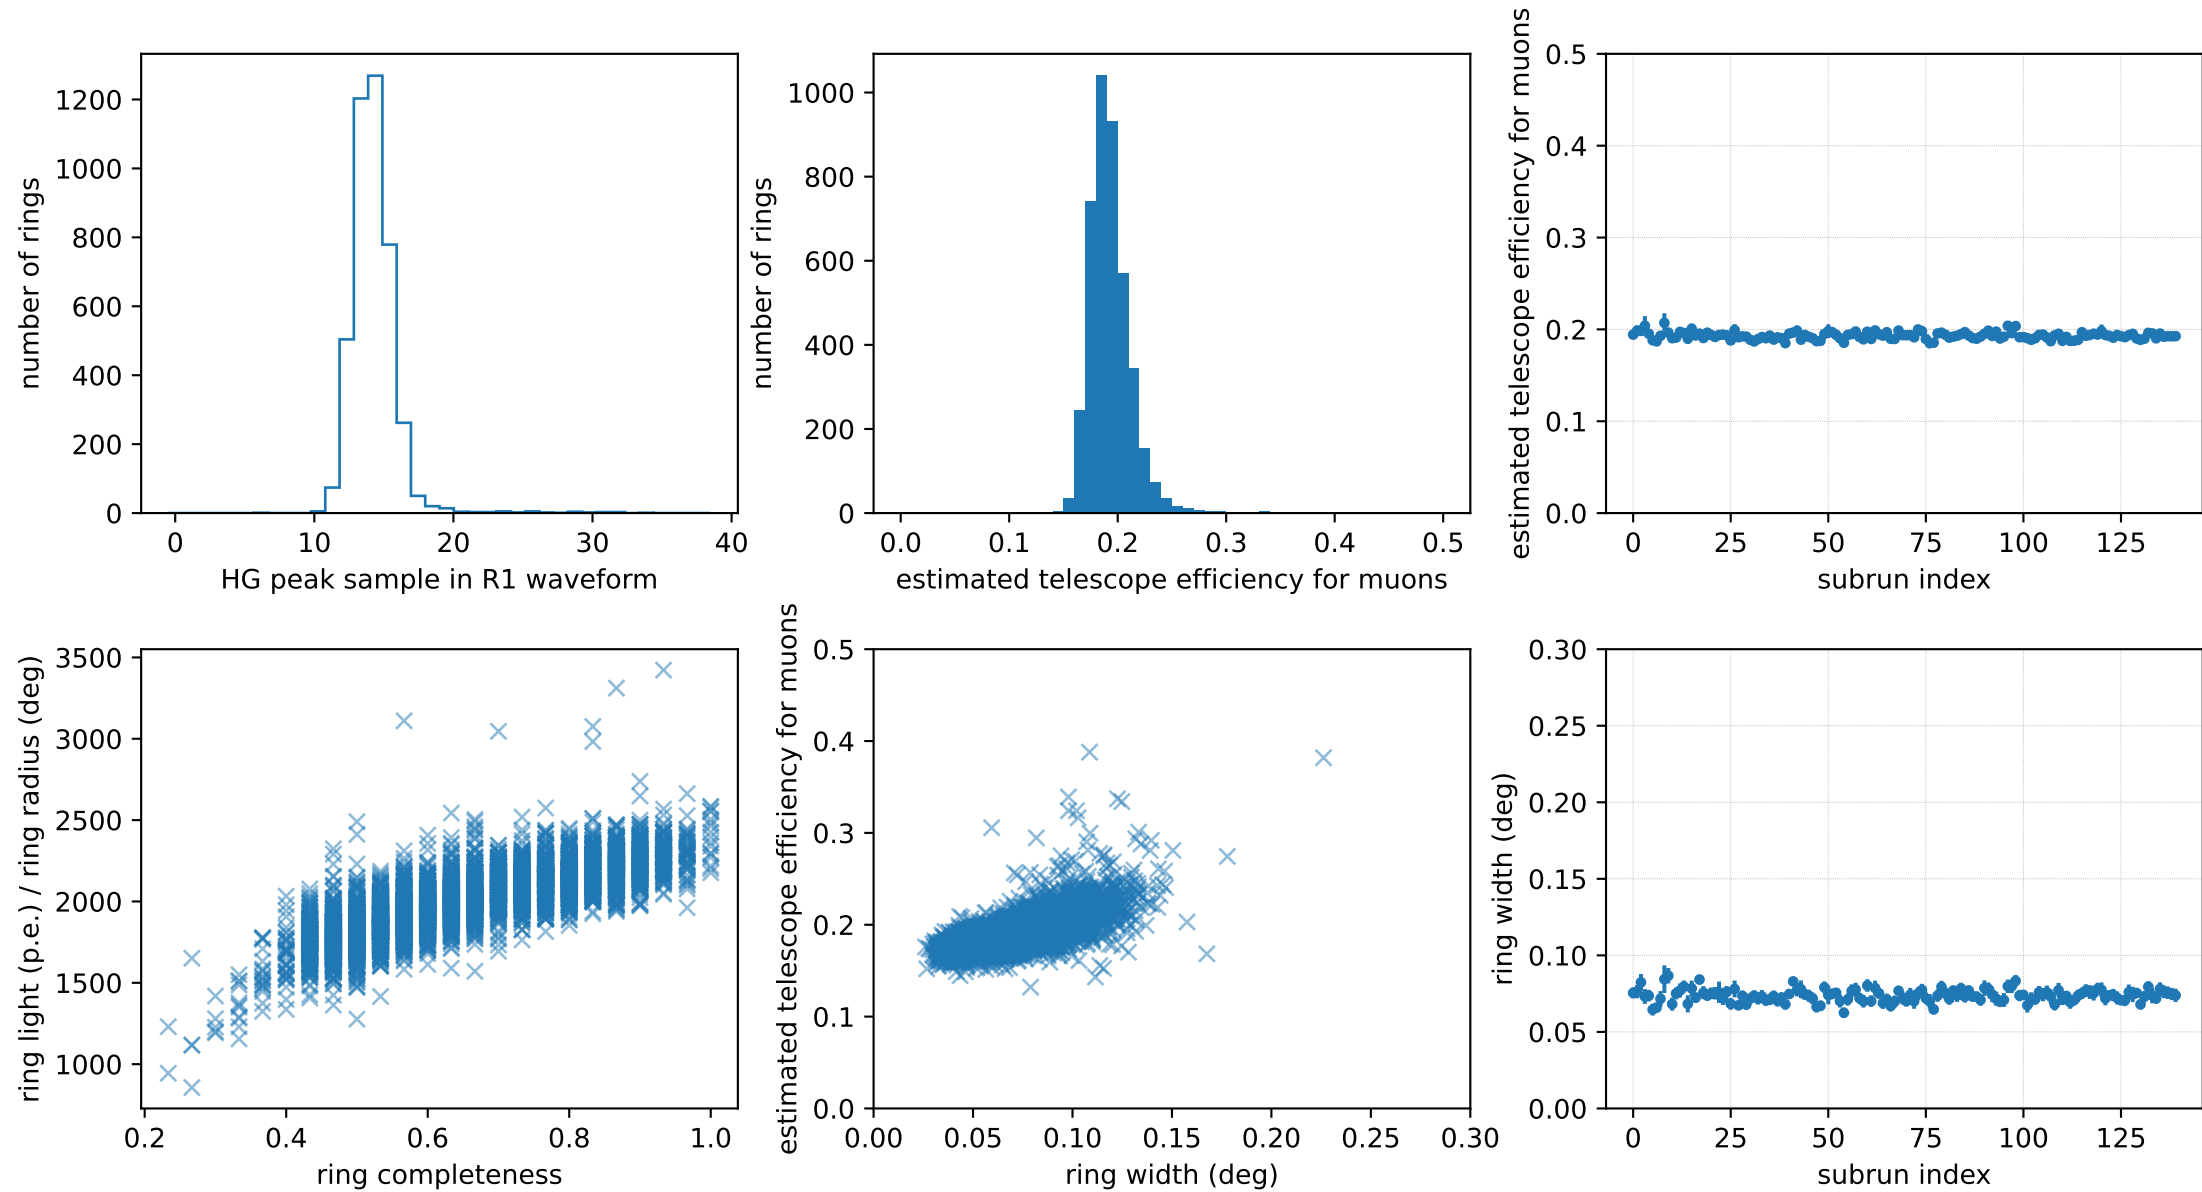 number of rings
1200
1000
800
600
400
200
0
0 10 20 30 40
HG peak sample in R1 waveform
number of rings
1000
800
600
400
200
0
0.0 0.1 0.2 0.3 0.4 0.5
estimated telescope efficiency for muons
estimated telescope efficiency for muons
0.5
0.4
0.3
0.2
0.1
0.0
0 25 50 75 100 125
subrun index
ring light (p.e.) / ring radius (deg)
3500
3000
2500
2000
1500
1000
0.2 0.4 0.6 0.8 1.0
ring completeness
estimated telescope efficiency for muons
0.5
0.4
0.3
0.2
0.1
0.0
0.00 0.05 0.10 0.15 0.20 0.25 0.30
ring width (deg)
ring width (deg)
0.30
0.25
0.20
0.15
0.10
0.05
0.00
0 25 50 75 100 125
subrun index